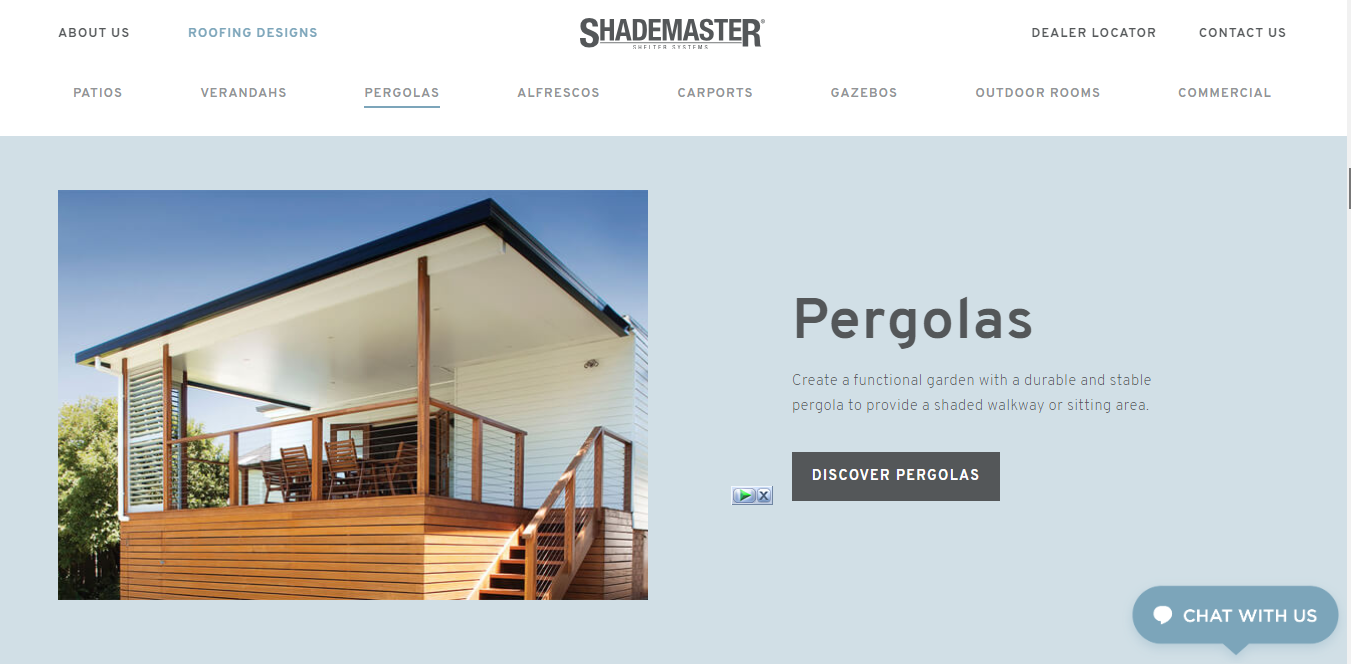 ABOUT US
ROOFING DESIGNS
SHADEMASTER®
SHELTER SYSTEMS
DEALER LOCATOR
CONTACT US
PATIOS
VERANDAHS
PERGOLAS
ALFRESCOS
CARPORTS
GAZEBOS
OUTDOOR ROOMS
COMMERCIAL
Pergolas
Create a functional garden with a durable and stable
pergola to provide a shaded walkway or sitting area.
DISCOVER PERGOLAS
CHAT WITH US